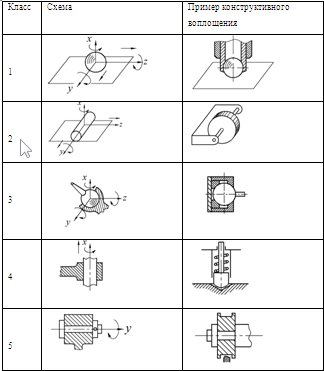 Класс Схема Пример конструктивного
воплощения
1 x z y
2 x z y
3 x z y
4 x
5 y